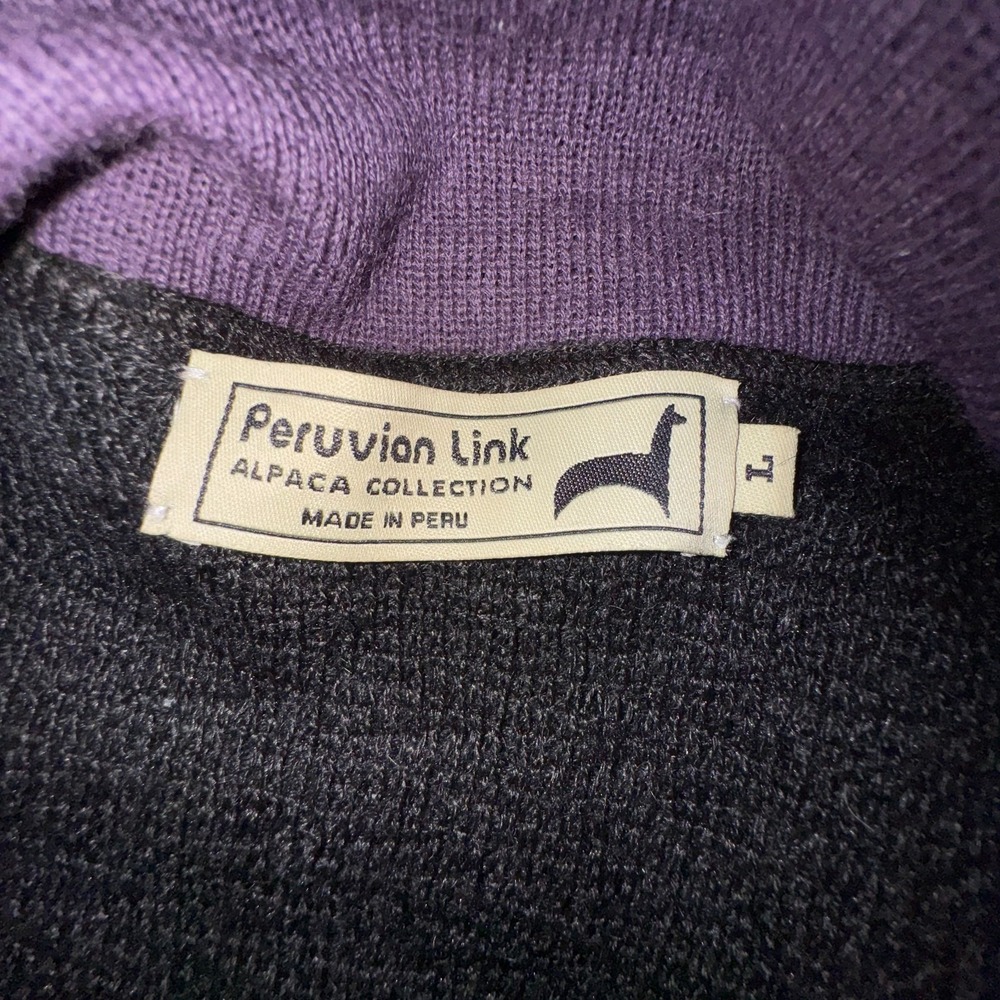 Peruvian Link
ALPACA COLLECTION
MADE IN PERU
L